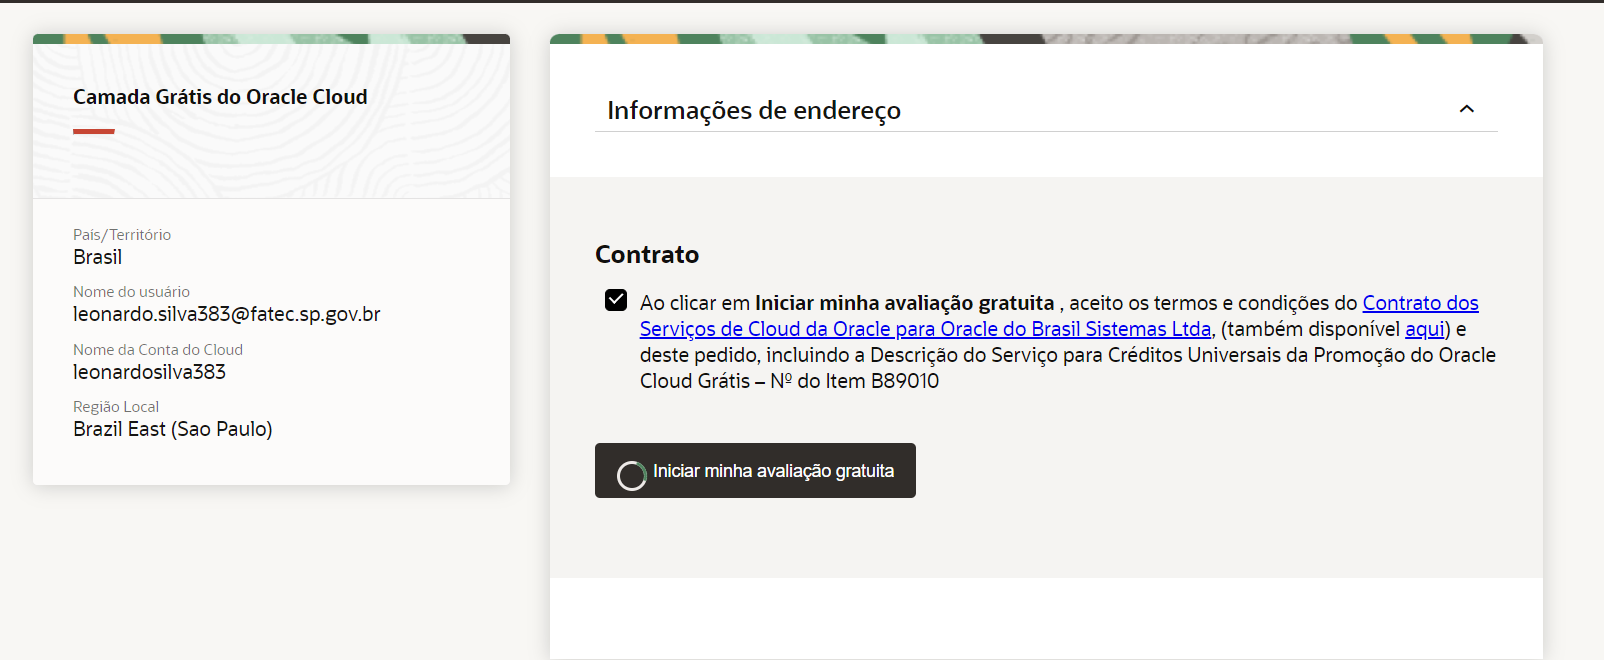 Camada Grátis do Oracle Cloud
País/Território
Brasil
Nome do usuário
leonardo.silva383@fatec.sp.gov.br
Nome da Conta do Cloud
leonardosilva383
Região Local
Brazil East (Sao Paulo)
Informações de endereço
Contrato
Ao clicar em Iniciar minha avaliação gratuita , aceito os termos e condições do Contrato dos
Serviços de Cloud da Oracle para Oracle do Brasil Sistemas Ltda, (também disponível aqui) e
deste pedido, incluindo a Descrição do Serviço para Créditos Universais da Promoção do Oracle
Cloud Grátis – Nº do Item B89010
Iniciar minha avaliação gratuita